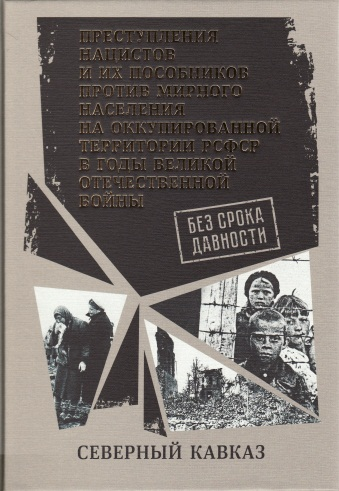 ПРЕСТУПЛЕНИЯ
НАЦИСТОВ
И ИХ ПОСОБНИКОВ
ПРОТИВ МИРНОГО
НАСЕЛЕНИЯ
НА ОККУПИРОВАННОЙ
ТЕРРИТОРИИ РСФСР
В ГОДЫ ВЕЛИКОЙ
ОТЕЧЕСТВЕННОЙ
ВОЙНЫ
БЕЗ СРОКА
ДАВНОСТИ
СЕВЕРНЫЙ КАВКАЗ